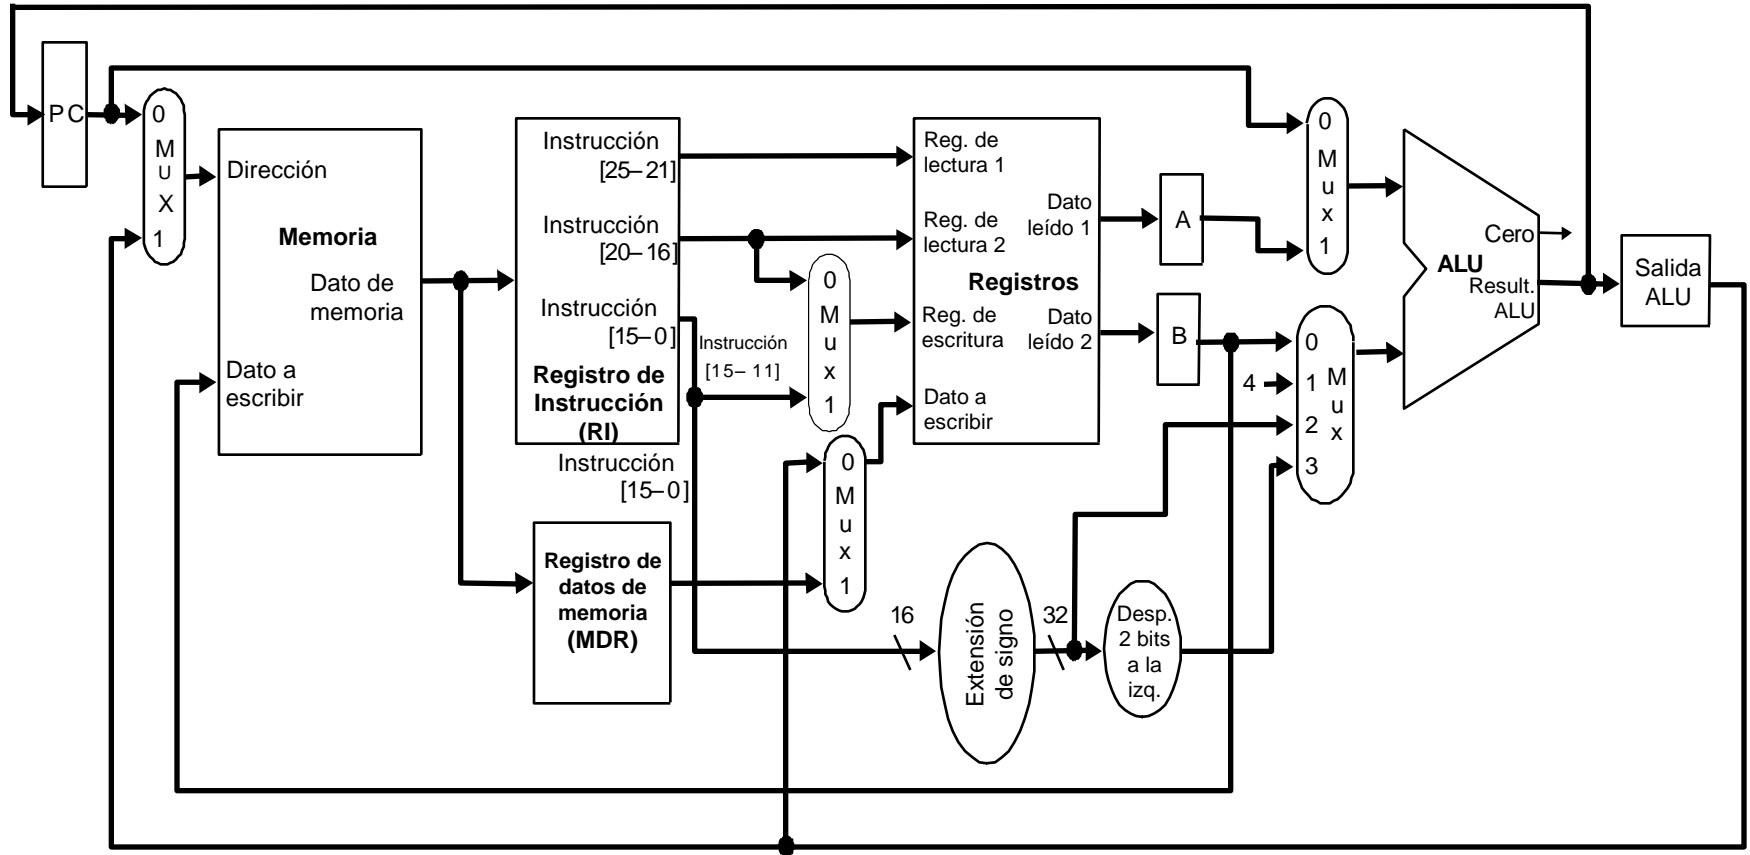 PC
0
M
U
X
1
Dirección
Memoria
Dato de
memoria
Dato a
escribir
Instrucción
[25–21]
Instrucción
[20–16]
Instrucción
[15–0]
Registro de
Instrucción
(RI)
Instrucción
[15–0]
Instrucción
[15–11]
0
M
u
x
1
Registro de
datos de
memoria
(MDR)
0
M
u
x
1
Reg. de
lectura 1
Reg. de
lectura 2
Registros
Reg. de
escritura
Dato a
escribir
Dato
leído 1
Dato
leído 2
A
B
16
Extensión
de signo
32
Desp.
2 bits
a la
izq.
0
M
u
x
1
4
0
1
2
3
M
u
x
Cero
ALU
Result.
ALU
Salida
ALU